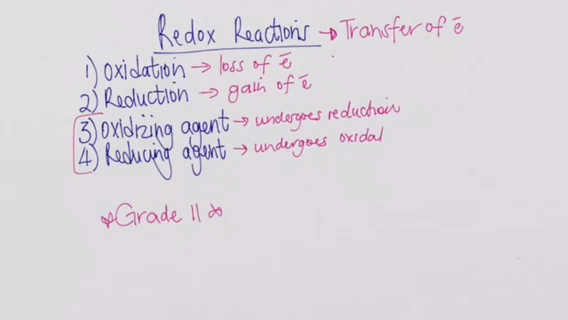 Redox Reactions → Transfer of ē
1) Oxidation → loss of ē
2) Reduction → gain of ē
3) Oxidizing agent → undergoes reduction
4) Reducing agent → undergoes oxidat
*Grade 11*